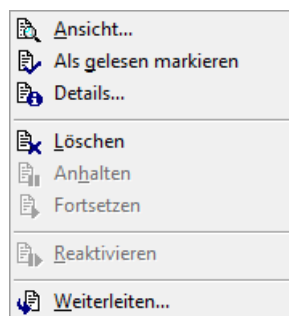 Ansicht...
Als gelesen markieren
Details...
Löschen
Anhalten
Fortsetzen
Reaktivieren
Weiterleiten...